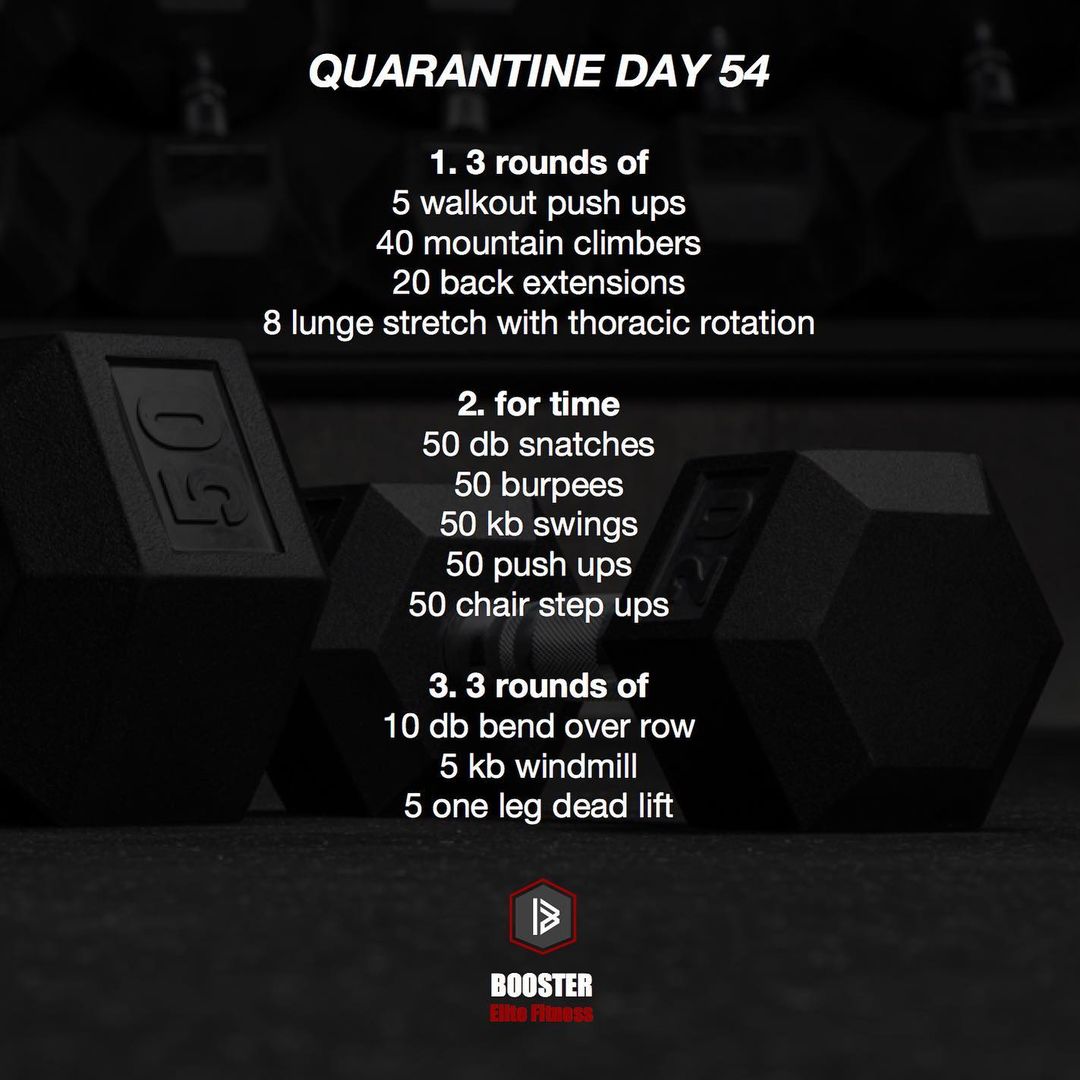 QUARANTINE DAY 54
1. 3 rounds of
5 walkout push ups
40 mountain climbers
20 back extensions
8 lunge stretch with thoracic rotation
2. for time
50 db snatches
50 burpees
50 kb swings
50 push ups
50 chair step ups
3. 3 rounds of
10 db bend over row
5 kb windmill
5 one leg dead lift
50
20
BOOSTER
Elite Fitness